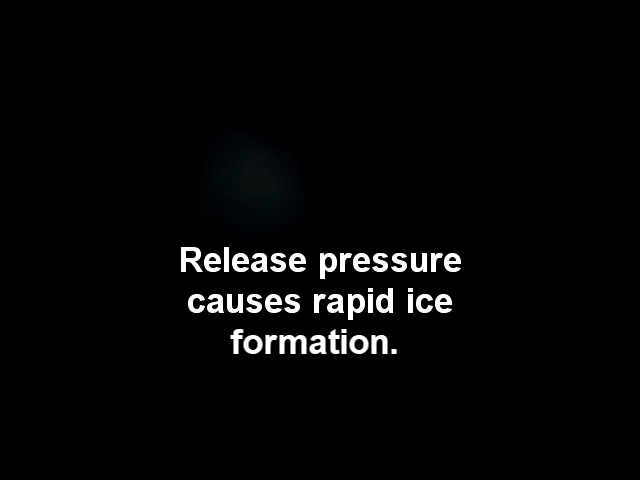 Release pressure
causes rapid ice
formation.